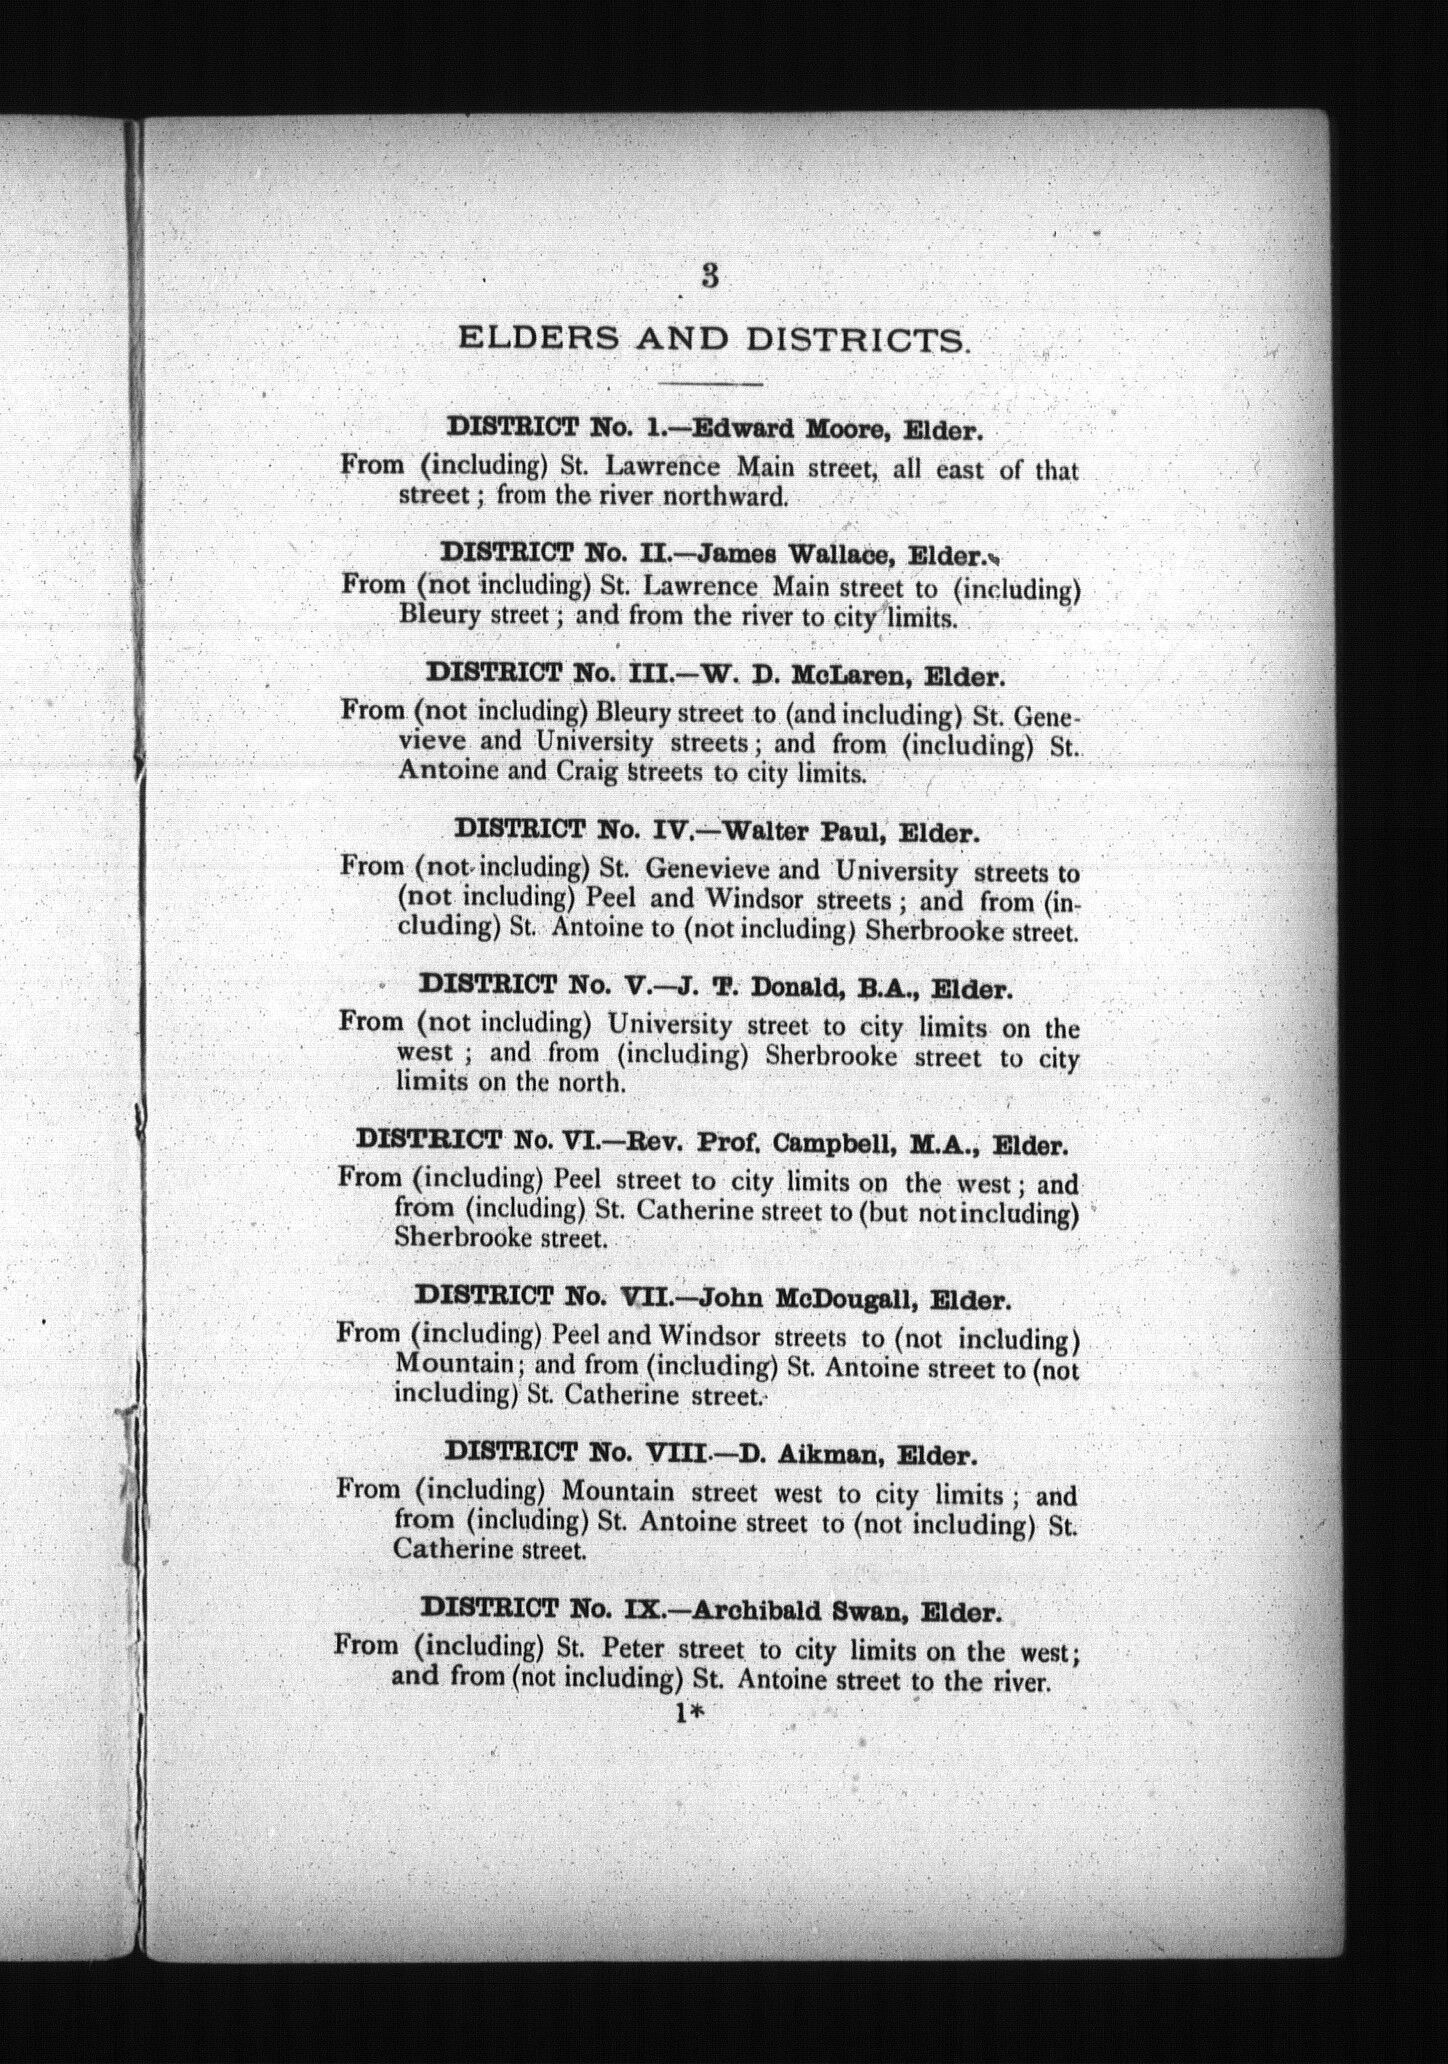 3
ELDERS AND DISTRICTS.
DISTRICT No. 1.—Edward Moore, Elder.
From (including) St. Lawrence Main street, all east of that
street ; from the river northward.
DISTRICT No. II.—James Wallace, Elder.
From (not including) St. Lawrence Main street to (including)
Bleury street ; and from the river to city limits.
DISTRICT No. III.—W. D. McLaren, Elder.
From (not including) Bleury street to (and including) St. Gene-
vieve and University streets ; and from (including) St.
Antoine and Craig streets to city limits.
DISTRICT No. IV.—Walter Paul, Elder.
From (not including) St. Genevieve and University streets to
(not including) Peel and Windsor streets ; and from (in-
cluding) St. Antoine to (not including) Sherbrooke street.
DISTRICT No. V.—J. T. Donald, B.A., Elder.
From (not including) University street to city limits on the
west ; and from (including) Sherbrooke street to city
limits on the north.
DISTRICT No. VI.—Rev. Prof. Campbell, M.A., Elder.
From (including) Peel street to city limits on the west ; and
from (including) St. Catherine street to (but not including)
Sherbrooke street.
DISTRICT No. VII.—John McDougall, Elder.
From (including) Peel and Windsor streets to (not including)
Mountain ; and from (including) St. Antoine street to (not
including) St. Catherine street.
DISTRICT No. VIII.—D. Aikman, Elder.
From (including) Mountain street west to city limits ; and
from (including) St. Antoine street to (not including) St.
Catherine street.
DISTRICT No. IX.—Archibald Swan, Elder.
From (including) St. Peter street to city limits on the west ;
and from (not including) St. Antoine street to the river.
1*